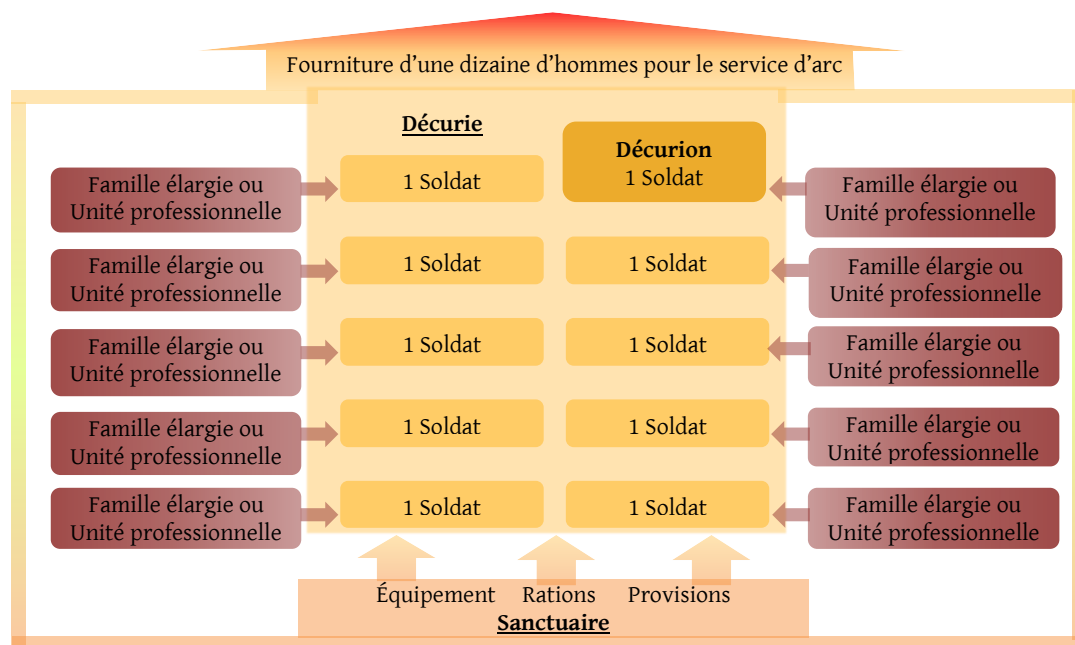 Fourniture d’une dizaine d’hommes pour le service d’arc
Décurie
Décurion
1 Soldat
1 Soldat
Famille élargie ou
Unité professionnelle
Famille élargie ou
Unité professionnelle
1 Soldat
1 Soldat
Famille élargie ou
Unité professionnelle
Famille élargie ou
Unité professionnelle
1 Soldat
1 Soldat
Famille élargie ou
Unité professionnelle
Famille élargie ou
Unité professionnelle
1 Soldat
1 Soldat
Famille élargie ou
Unité professionnelle
Famille élargie ou
Unité professionnelle
1 Soldat
1 Soldat
Famille élargie ou
Unité professionnelle
Famille élargie ou
Unité professionnelle
Équipement Rations Provisions
Sanctuaire